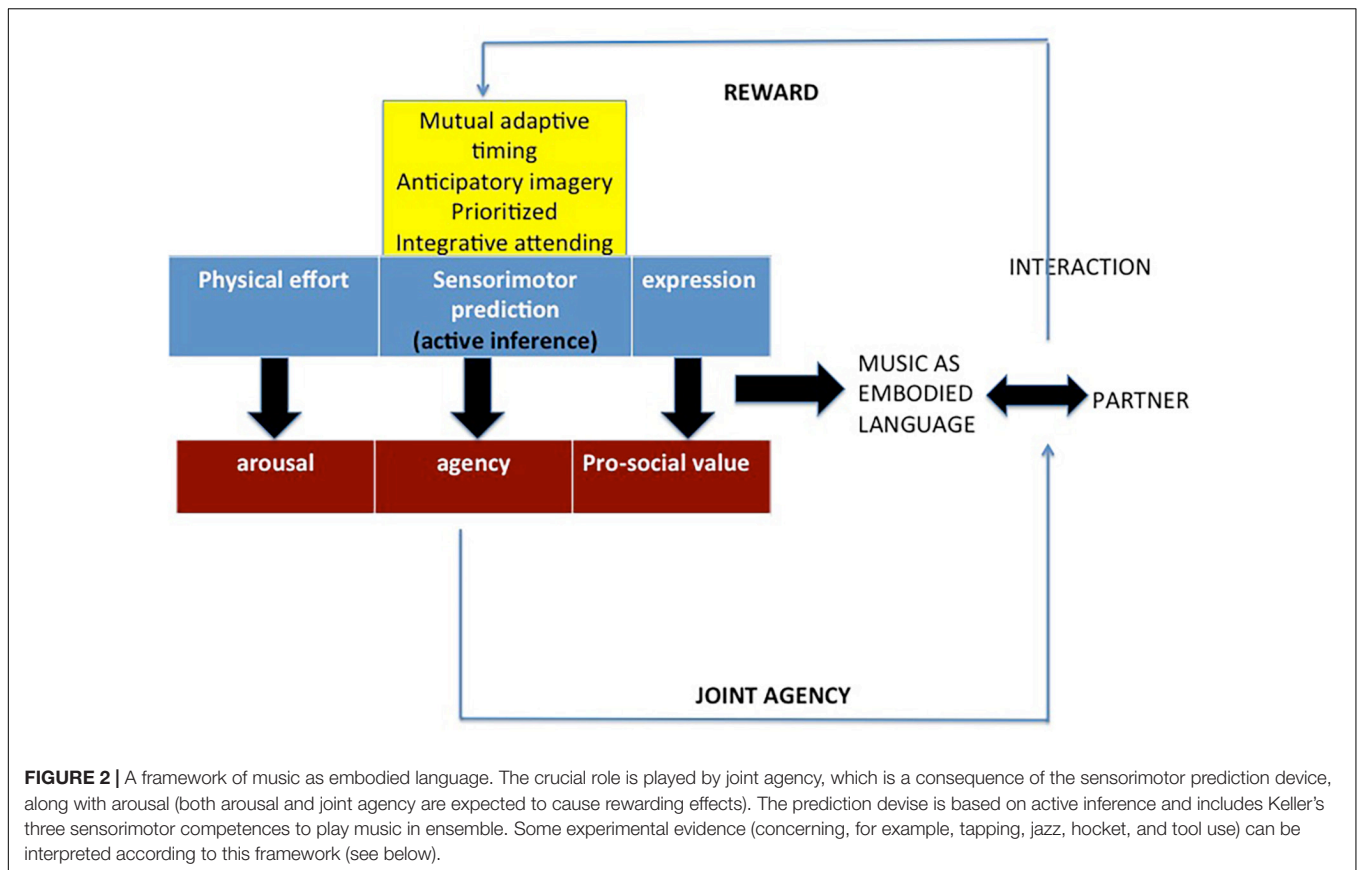 REWARD
Mutual adaptive
timing
Anticipatory imagery
Prioritized
Integrative attending
Physical effort
Sensorimotor
prediction
(active inference)
expression
INTERACTION
MUSIC AS
EMBODIED
LANGUAGE
PARTNER
arousal
agency
Pro-social value
JOINT AGENCY
FIGURE 2 | A framework of music as embodied language. The crucial role is played by joint agency, which is a consequence of the sensorimotor prediction device,
along with arousal (both arousal and joint agency are expected to cause rewarding effects). The prediction devise is based on active inference and includes Keller's
three sensorimotor competences to play music in ensemble. Some experimental evidence (concerning, for example, tapping, jazz, hocket, and tool use) can be
interpreted according to this framework (see below).